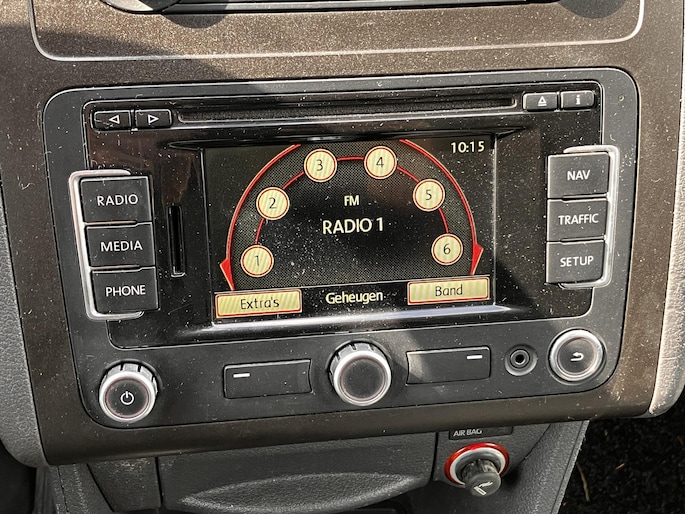 i
10:15
RADIO
MEDIA
PHONE
1
2
3
4
5
6
FM
RADIO 1
Extra's
Geheugen
Band
NAV
TRAFFIC
SETUP
AIR BAG